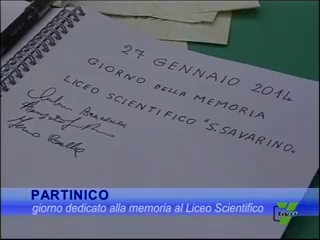 27 GENNAIO 2014
GIORNO DELLA MEMORIA
LICEO SCIENTIFICO "S. SAVARINO"
PARTINICO
giorno dedicato alla memoria al Liceo Scientifico